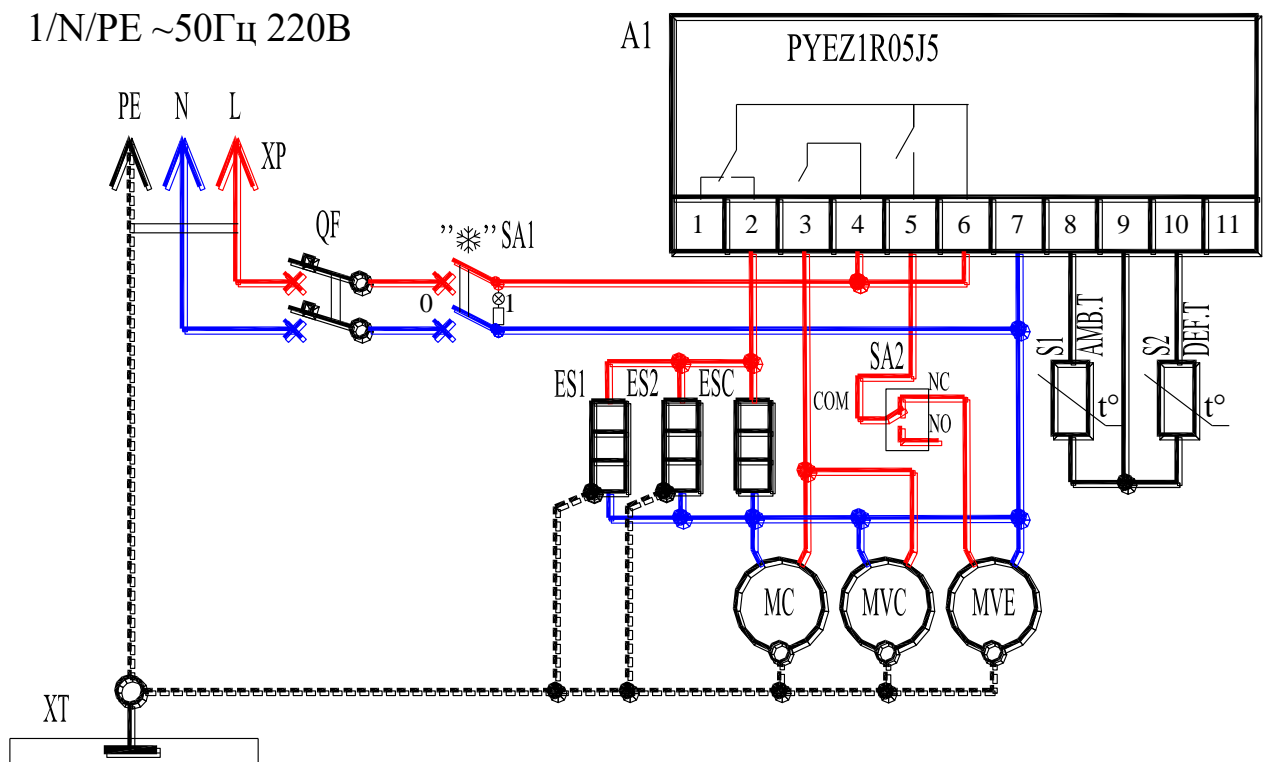 1/N/PE ~50Гц 220В
A1
PYEZ1R05J5
PE N L
XP
1 2 3 4 5 6 7 8 9 10 11
QF
”❄” SA1
0 1
S1 AMB.T
S2 DEF.T
ES1 ES2 ESC
SA2
COM
NC
NO
t° t°
MC MVC MVE
XT